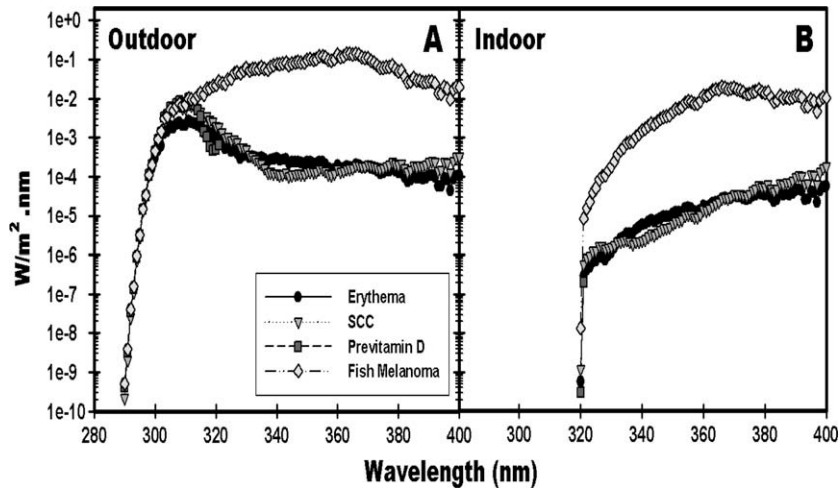 Outdoor A
Indoor B
1e+0
1e-1
1e-2
1e-3
1e-4
1e-5
1e-6
1e-7
1e-8
1e-9
1e-10
W/m² .nm
Erythema
SCC
Previtamin D
Fish Melanoma
280 300 320 340 360 380 400 300 320 340 360 380 400
Wavelength (nm)